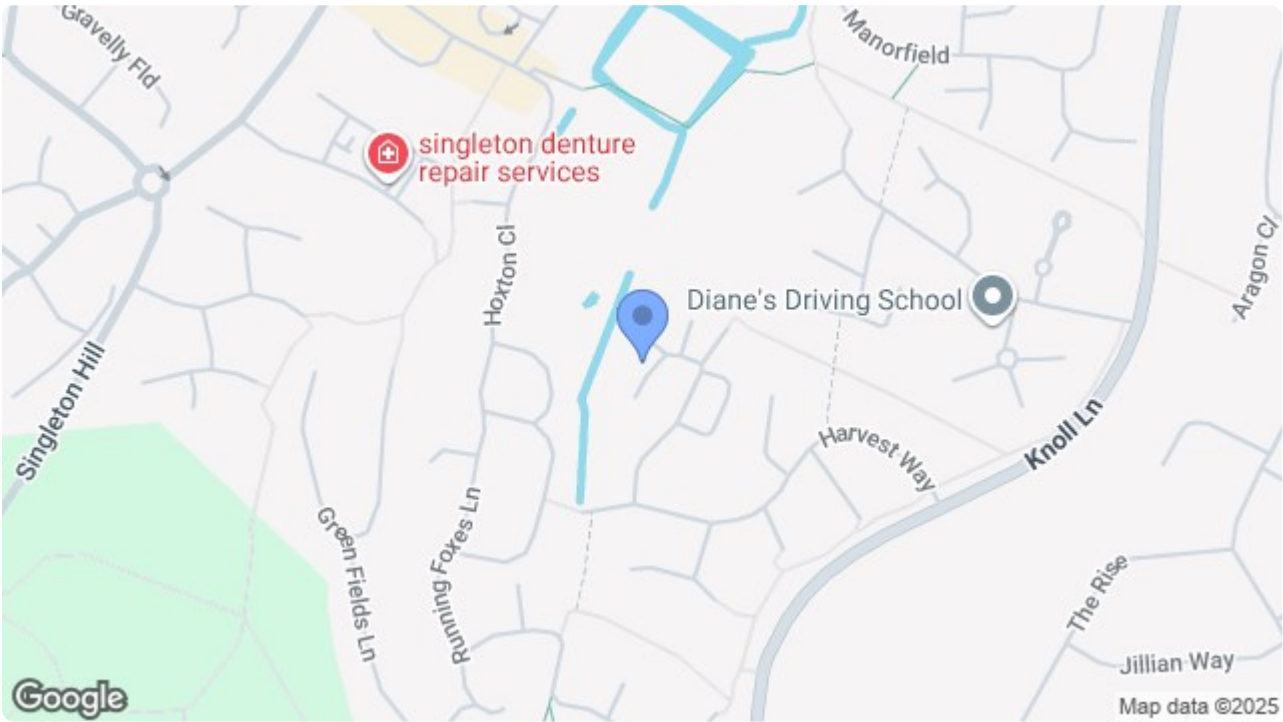 Gravelly Fld
Manorfield
singleton denture
repair services
Hoxton Cl
Diane's Driving School
Aragon Cl
Singleton Hill
Knoll Ln
Harvest Way
Green Fields Ln
Running Foxes Ln
The Rise
Jillian Way
Google
Map data ©2025